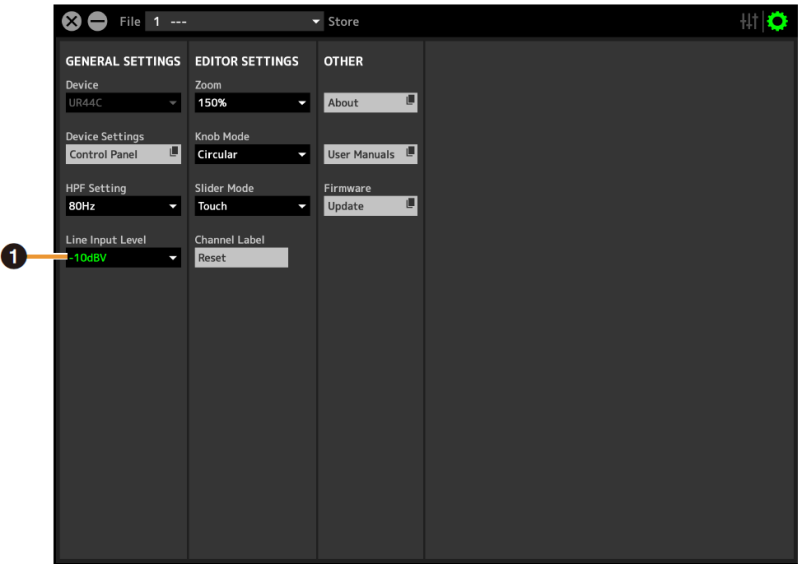 File 1 --- Store
GENERAL SETTINGS
Device
UR44C
Device Settings
Control Panel
HPF Setting
80Hz
Line Input Level
-10dBV
EDITOR SETTINGS
Zoom
150%
Knob Mode
Circular
Slider Mode
Touch
Channel Label
Reset
OTHER
About
User Manuals
Firmware
Update
1